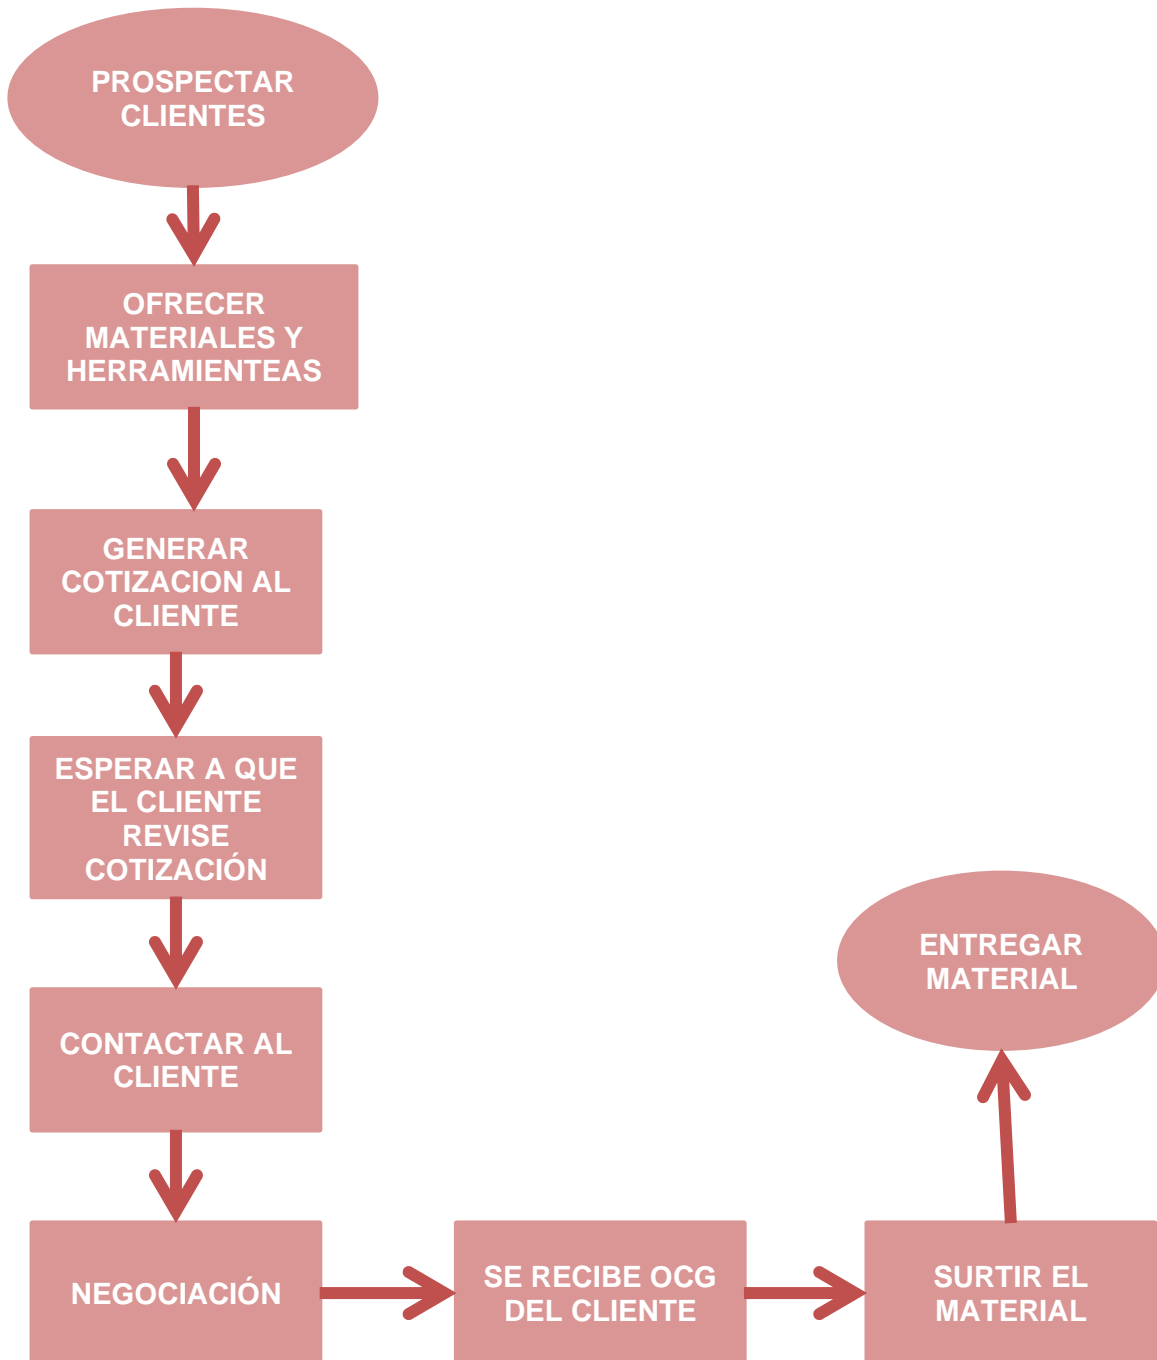 PROSPECTAR
CLIENTES
OFRECER
MATERIALES Y
HERRAMIENTEAS
GENERAR
COTIZACION AL
CLIENTE
ESPERAR A QUE
EL CLIENTE
REVISE
COTIZACIÓN
CONTACTAR AL
CLIENTE
NEGOCIACIÓN
SE RECIBE OCG
DEL CLIENTE
SURTIR EL
MATERIAL
ENTREGAR
MATERIAL